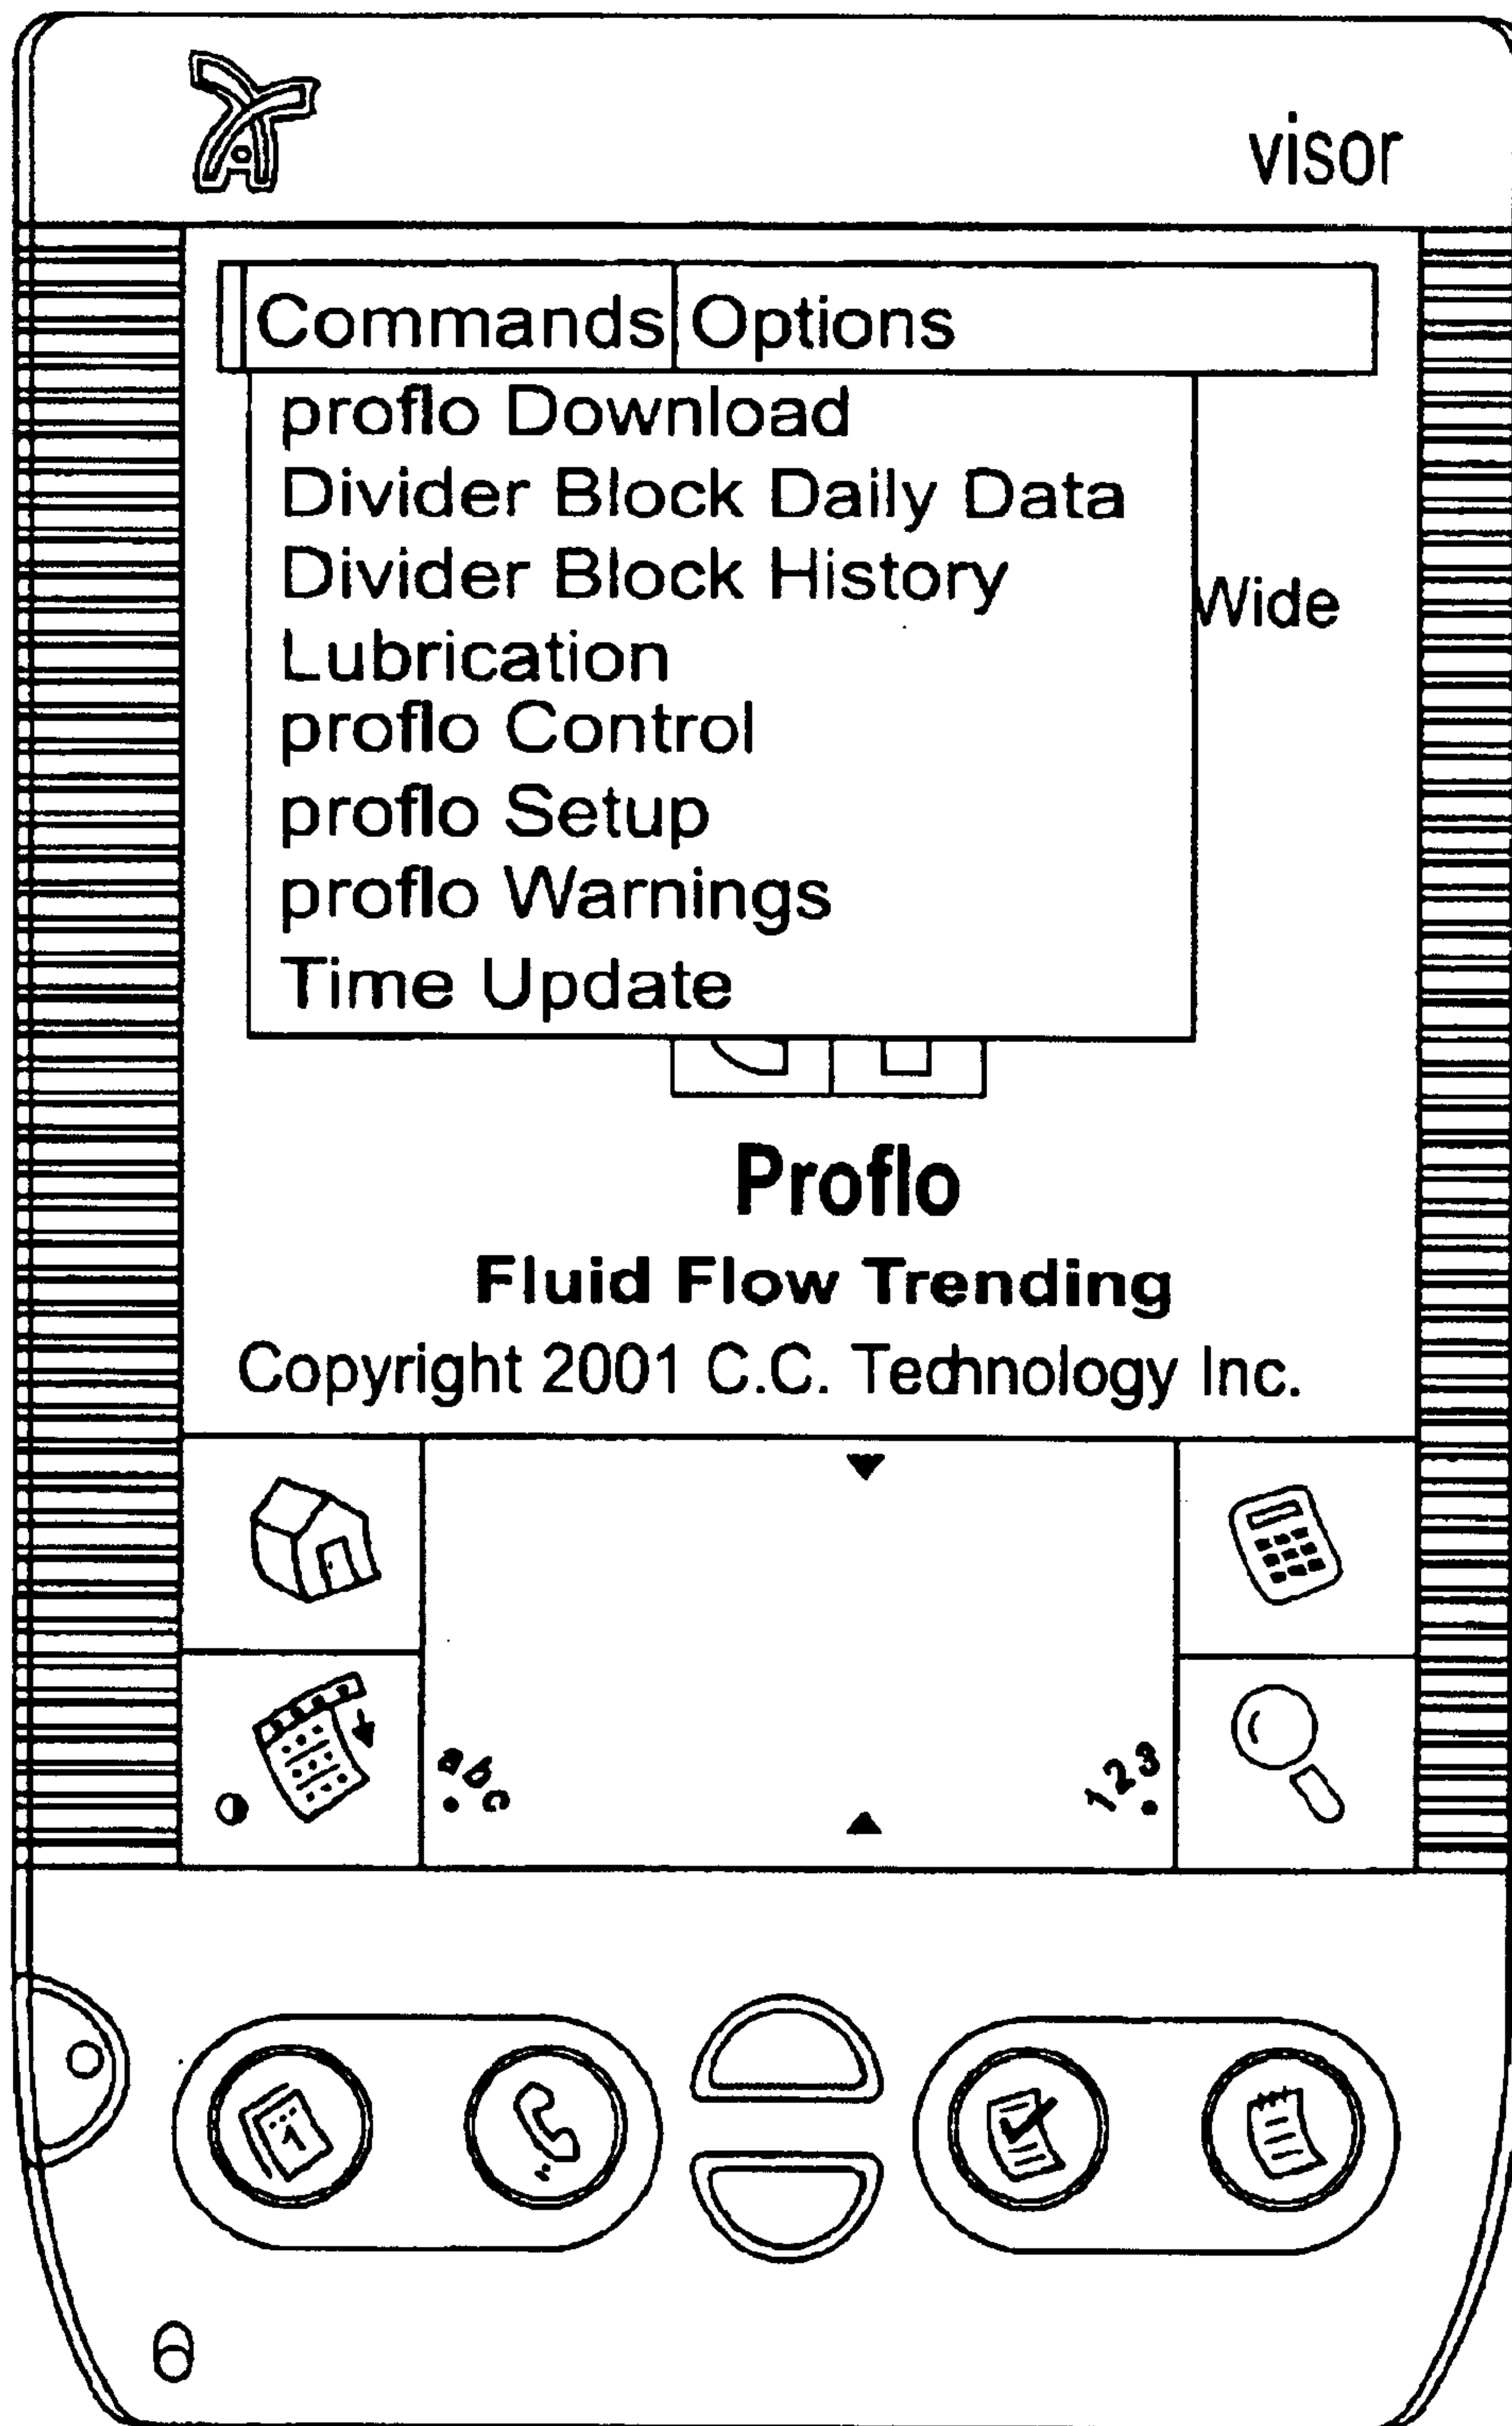 visor
Commands Options
proflo Download
Divider Block Daily Data
Divider Block History
Wide
Lubrication
proflo Control
proflo Setup
proflo Warnings
Time Update
Proflo
Fluid Flow Trending
Copyright 2001 C.C. Technology Inc.
abc
123
1